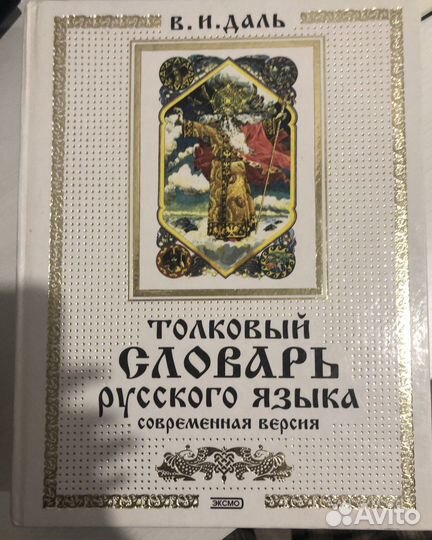 В. И. ДАЛЬ
ТОЛКОВЫЙ
СЛОВАРЬ
РУССКОГО ЯЗЫКА
СОВРЕМЕННАЯ ВЕРСИЯ
ЭКСМО
Avito